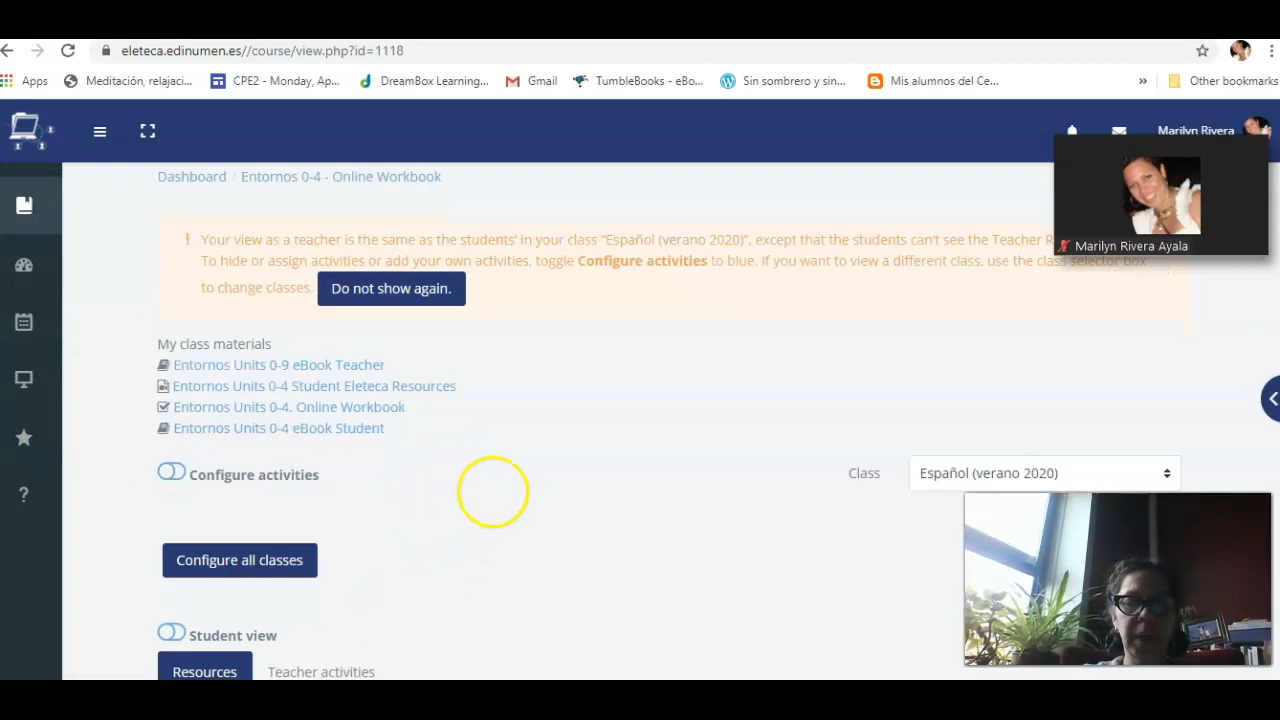 eleteca.edinumen.es//course/view.php?id=1118
Apps Meditación, relajaci... CPE2 - Monday, Ap... DreamBox Learning... Gmail TumbleBooks - eBo... Sin sombrero y sin... Mis alumnos del Ce... » Other bookmarks
Marilyn Rivera
Dashboard / Entornos 0-4 - Online Workbook
! Your view as a teacher is the same as the students' in your class "Español (verano 2020)", except that the students can't see the Teacher R
To hide or assign activities or add your own activities, toggle Configure activities to blue. If you want to view a different class, use the class selector box
to change classes. Do not show again.
Marilyn Rivera Ayala
My class materials
Entornos Units 0-9 eBook Teacher
Entornos Units 0-4 Student Eleteca Resources
Entornos Units 0-4. Online Workbook
Entornos Units 0-4 eBook Student
Configure activities
Class Español (verano 2020)
?
Configure all classes
Student view
Resources Teacher activities